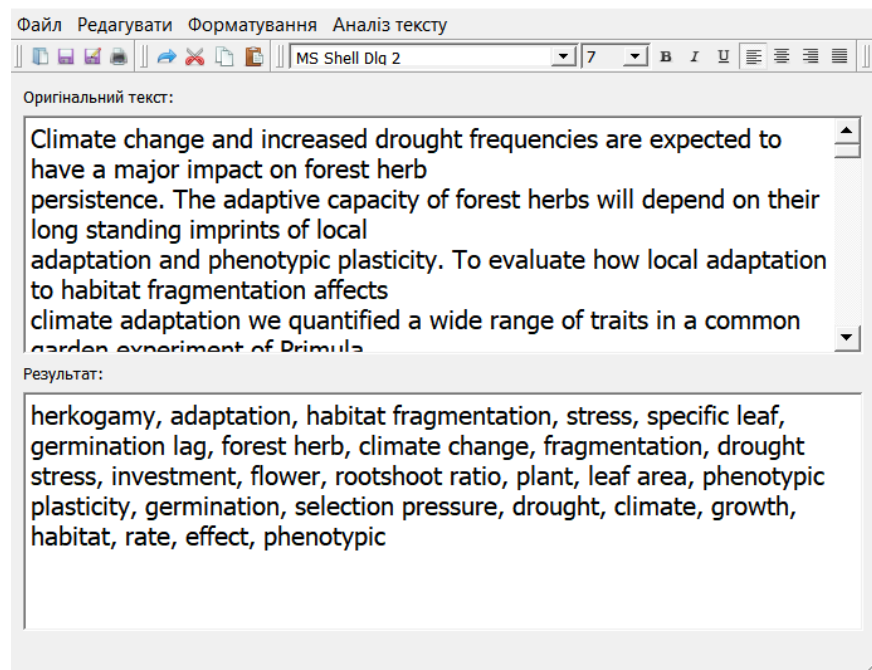 Файл Редагувати Форматування Аналіз тексту
MS Shell Dlg 2 7 B I U
Оригінальний текст:
Climate change and increased drought frequencies are expected to
have a major impact on forest herb
persistence. The adaptive capacity of forest herbs will depend on their
long standing imprints of local
adaptation and phenotypic plasticity. To evaluate how local adaptation
to habitat fragmentation affects
climate adaptation we quantified a wide range of traits in a common
garden experiment of Primula
Результат:
herkogamy, adaptation, habitat fragmentation, stress, specific leaf,
germination lag, forest herb, climate change, fragmentation, drought
stress, investment, flower, rootshoot ratio, plant, leaf area, phenotypic
plasticity, germination, selection pressure, drought, climate, growth,
habitat, rate, effect, phenotypic